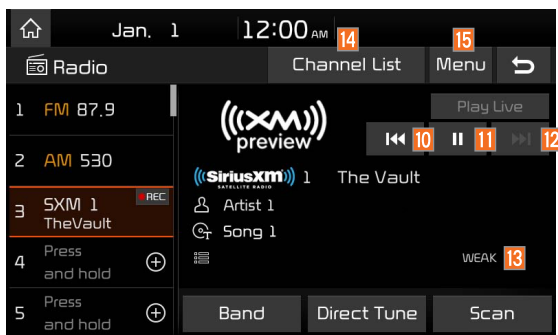 Jan. 1 12:00 AM
14 15
Radio Channel List Menu
1 FM 87.9
2 AM 530
3 SXM 1 REC
TheVault
4 Press
and hold
5 Press
and hold
((XM))
preview
Play Live
10 11 12
((SiriusXM)) 1 The Vault
SATELLITE RADIO
Artist 1
Song 1
WEAK 13
Band Direct Tune Scan